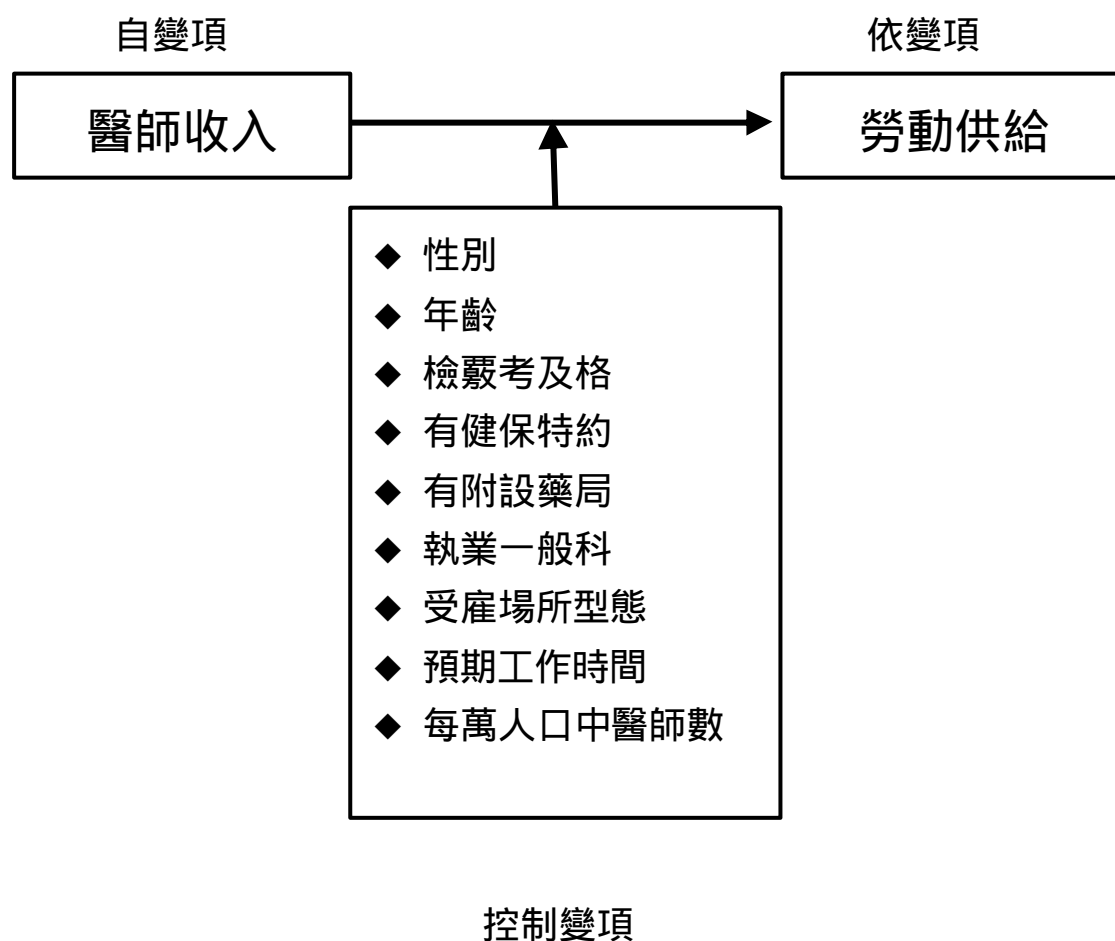 自變項
依變項
醫師收入
勞動供給
◆ 性別
◆ 年齡
◆ 檢覈考及格
◆ 有健保特約
◆ 有附設藥局
◆ 執業一般科
◆ 受雇場所型態
◆ 預期工作時間
◆ 每萬人口中醫師數
控制變項